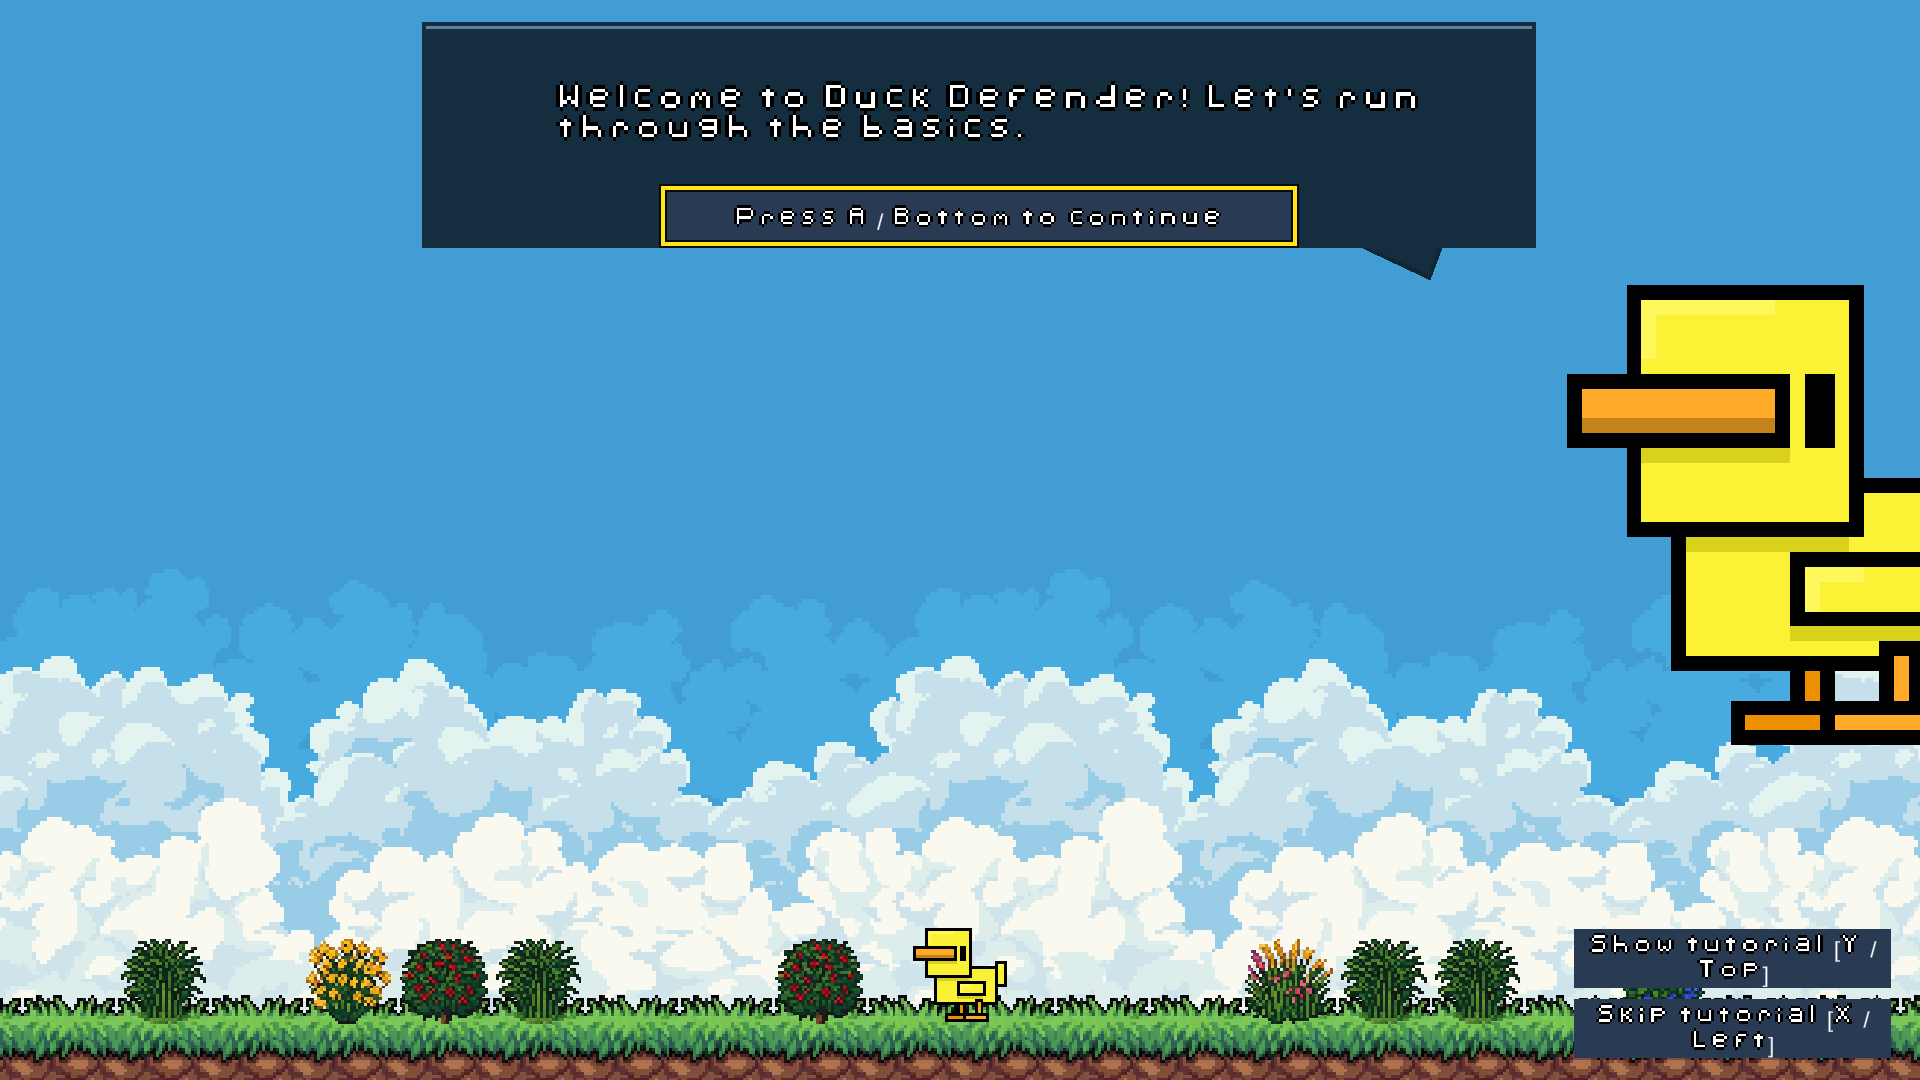 Welcome to Duck Defender! Let's run
through the basics.
Press A / Bottom to continue
Show tutorial [Y /
Top]
Skip tutorial [X /
Left]